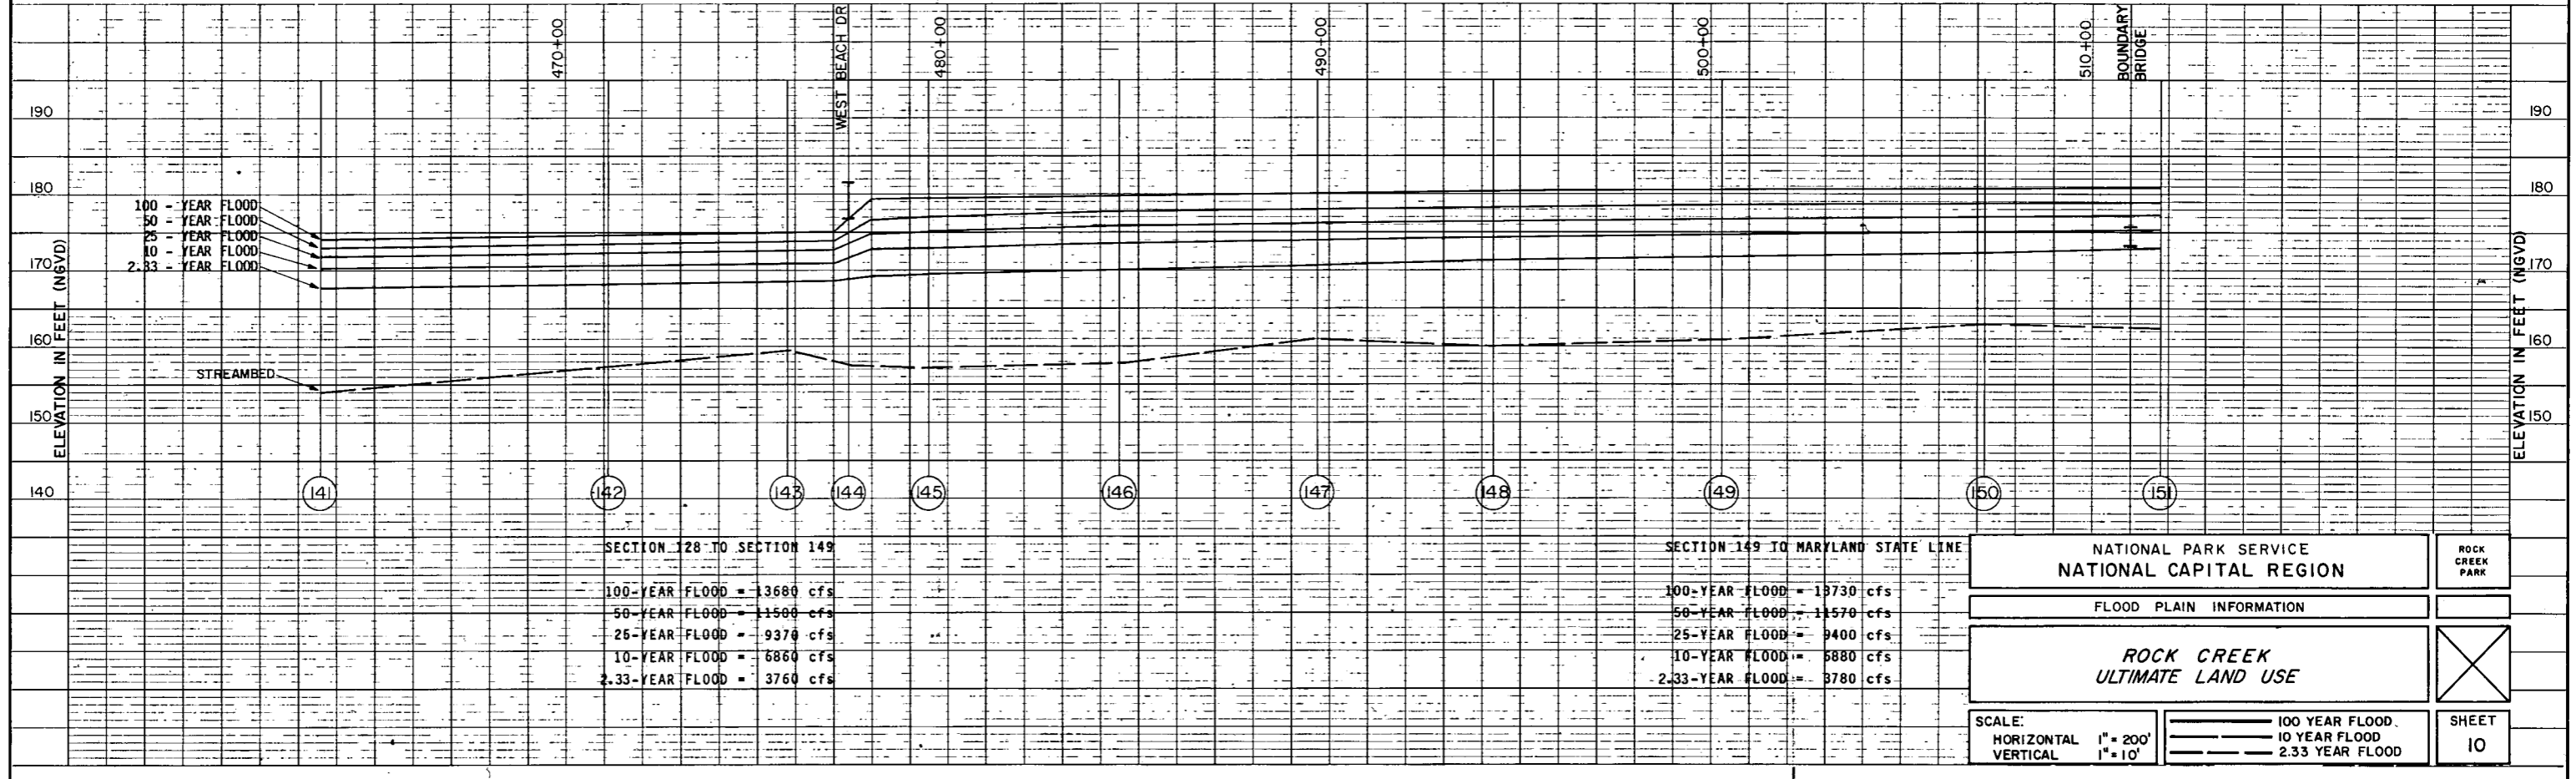 470+00
WEST BEACH DR
480+00
490+00
500+00
510+00
BOUNDARY
BRIDGE
190
180
170
160
150
140
ELEVATION IN FEET (NGVD)
100 - YEAR FLOOD
50 - YEAR FLOOD
25 - YEAR FLOOD
10 - YEAR FLOOD
2.33 - YEAR FLOOD
STREAMBED
190
180
170
160
150
ELEVATION IN FEET (NGVD)
141
142
143
144
145
146
147
148
149
150
151
SECTION 128 TO SECTION 149
100-YEAR FLOOD = 13680 cfs
50-YEAR FLOOD = 11500 cfs
25-YEAR FLOOD = 9370 cfs
10-YEAR FLOOD = 6860 cfs
2.33-YEAR FLOOD = 3760 cfs
SECTION 149 TO MARYLAND STATE LINE
100-YEAR FLOOD = 13730 cfs
50-YEAR FLOOD = 11570 cfs
25-YEAR FLOOD = 9400 cfs
10-YEAR FLOOD = 6880 cfs
2.33-YEAR FLOOD = 3780 cfs
NATIONAL PARK SERVICE
NATIONAL CAPITAL REGION
ROCK
CREEK
PARK
FLOOD PLAIN INFORMATION
ROCK CREEK
ULTIMATE LAND USE
SCALE:
HORIZONTAL 1" = 200'
VERTICAL 1" = 10'
100 YEAR FLOOD
10 YEAR FLOOD
2.33 YEAR FLOOD
SHEET
10